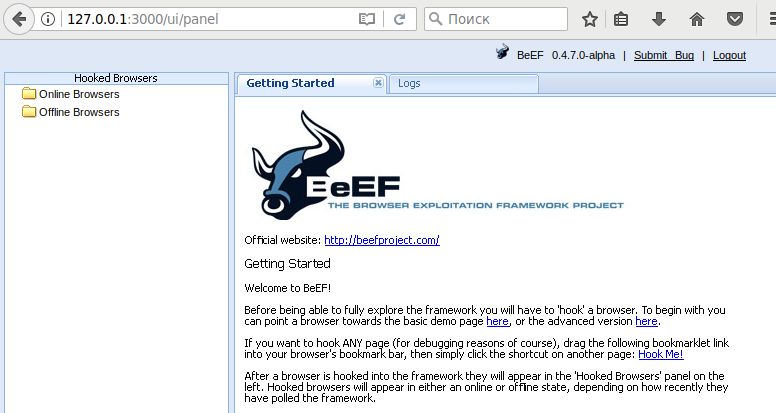 127.0.0.1:3000/ui/panel
Поиск
BeEF 0.4.7.0-alpha | Submit Bug | Logout
Hooked Browsers
Online Browsers
Offline Browsers
Getting Started
Logs
BeEF
THE BROWSER EXPLOITATION FRAMEWORK PROJECT
Official website: http://beefproject.com/
Getting Started
Welcome to BeEF!
Before being able to fully explore the framework you will have to 'hook' a browser. To begin with you
can point a browser towards the basic demo page here, or the advanced version here.
If you want to hook ANY page (for debugging reasons of course), drag the following bookmarklet link
into your browser's bookmark bar, then simply click the shortcut on another page: Hook Me!
After a browser is hooked into the framework they will appear in the 'Hooked Browsers' panel on the
left. Hooked browsers will appear in either an online or offline state, depending on how recently they
have polled the framework.